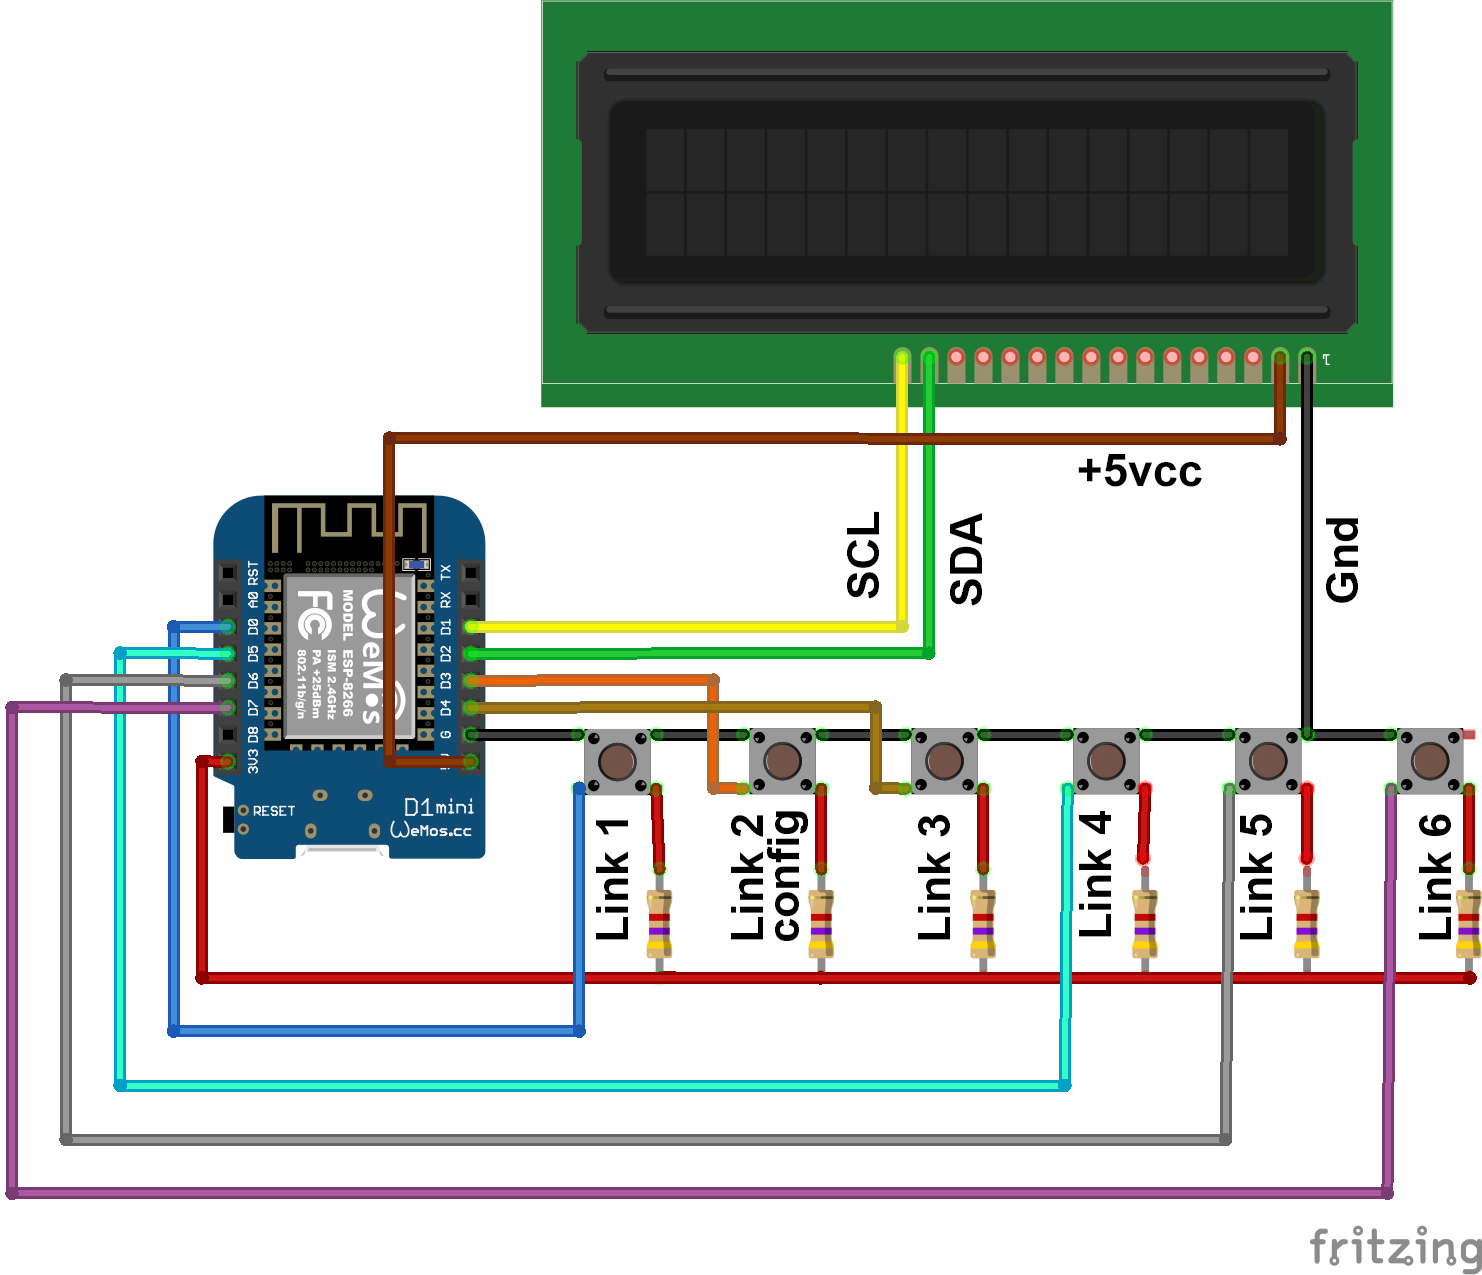 1
+5vcc
SCL
SDA
Gnd
RST
A0
D0
D5
D6
D7
D8
3V3
TX
RX
D1
D2
D3
D4
G
WeMos
MODEL ESP-8266
ISM 2.4GHz
PA +25dBm
802.11b/g/n
FC
RESET
D1mini
WeMos.cc
Link 1
Link 2
config
Link 3
Link 4
Link 5
Link 6
fritzing